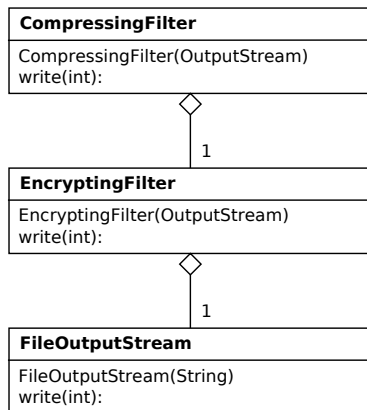 CompressingFilter
CompressingFilter(OutputStream)
write(int):
1
EncryptingFilter
EncryptingFilter(OutputStream)
write(int):
1
FileOutputStream
FileOutputStream(String)
write(int):